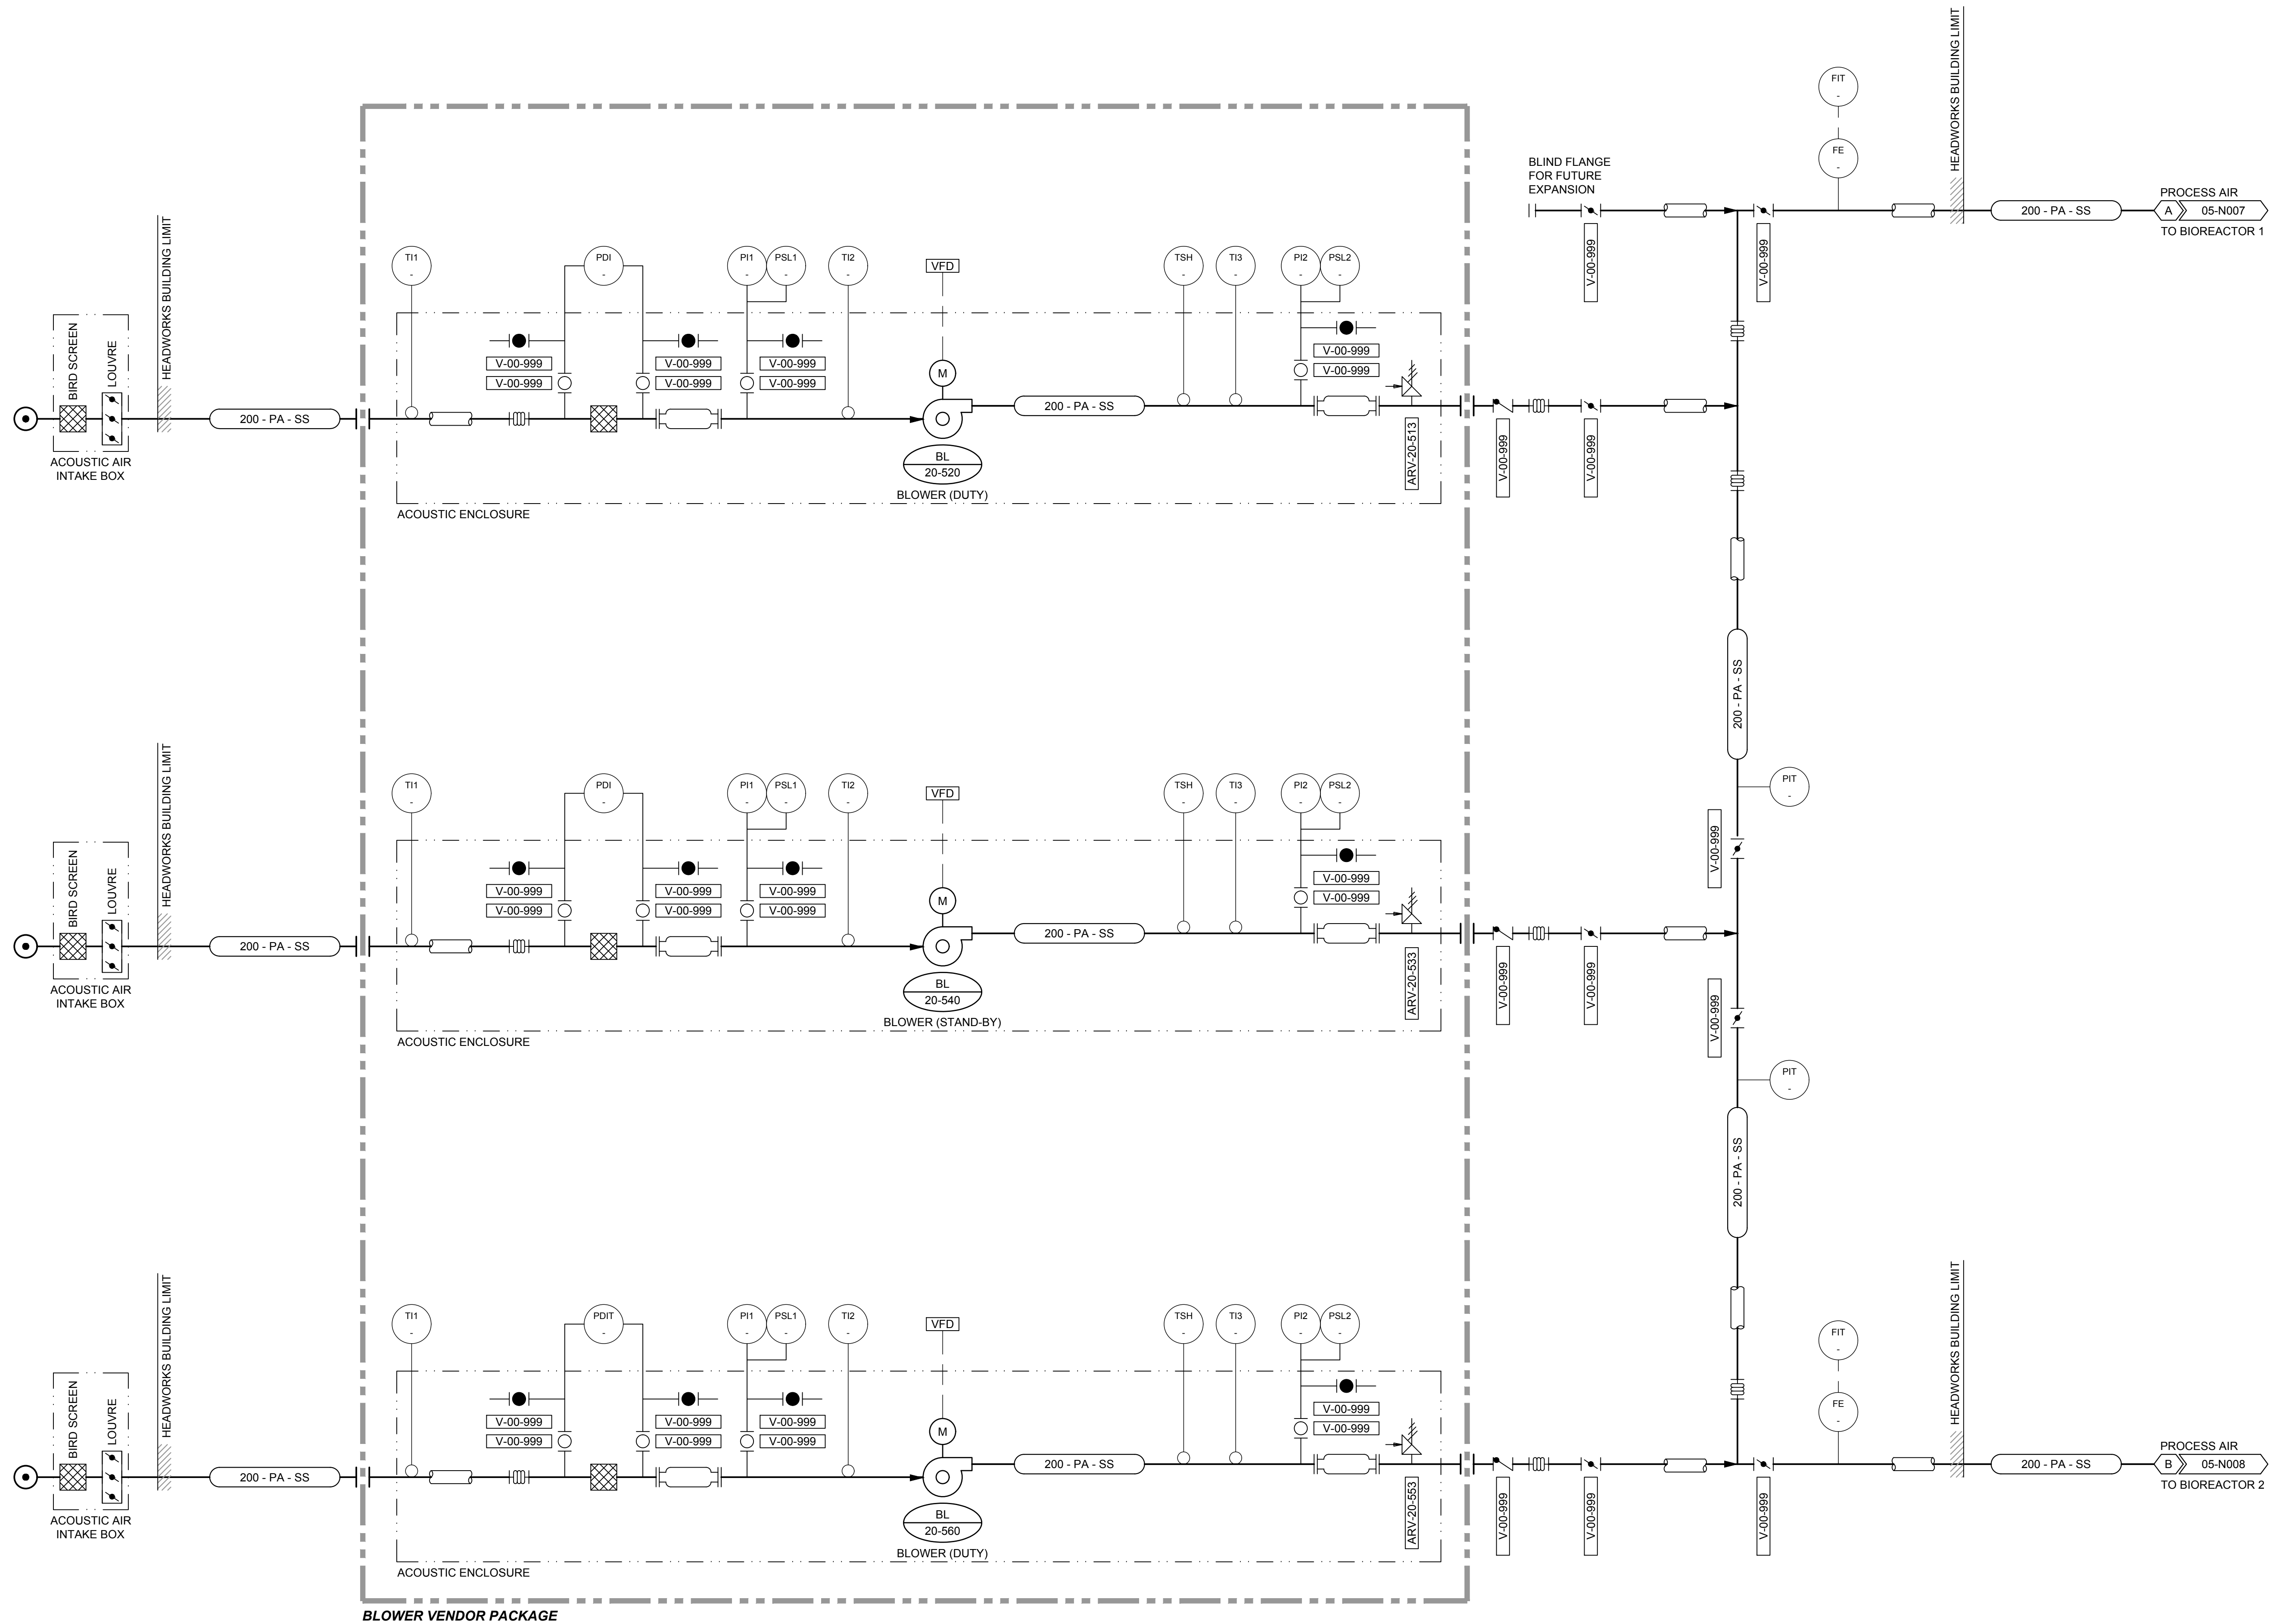 HEADWORKS BUILDING LIMIT
FIT
-
FE
-
BLIND FLANGE
FOR FUTURE
EXPANSION
PROCESS AIR
200 - PA - SS
A
05-N007
TO BIOREACTOR 1
V-00-999
V-00-999
HEADWORKS BUILDING LIMIT
TI1
-
PDI
-
PI1
-
PSL1
-
TI2
-
VFD
TSH
-
TI3
-
PI2
-
PSL2
-
BIRD SCREEN
LOUVRE
V-00-999
V-00-999
V-00-999
V-00-999
V-00-999
V-00-999
V-00-999
V-00-999
M
200 - PA - SS
200 - PA - SS
ACOUSTIC AIR
INTAKE BOX
BL
20-520
BLOWER (DUTY)
ARV-20-513
V-00-999
V-00-999
ACOUSTIC ENCLOSURE
200 - PA - SS
HEADWORKS BUILDING LIMIT
TI1
-
PDI
-
PI1
-
PSL1
-
TI2
-
VFD
TSH
-
TI3
-
PI2
-
PSL2
-
PIT
-
V-00-999
BIRD SCREEN
LOUVRE
V-00-999
V-00-999
V-00-999
V-00-999
V-00-999
V-00-999
V-00-999
V-00-999
M
200 - PA - SS
200 - PA - SS
ACOUSTIC AIR
INTAKE BOX
BL
20-540
BLOWER (STAND-BY)
ARV-20-533
V-00-999
V-00-999
V-00-999
ACOUSTIC ENCLOSURE
PIT
-
200 - PA - SS
HEADWORKS BUILDING LIMIT
TI1
-
PDIT
-
PI1
-
PSL1
-
TI2
-
VFD
TSH
-
TI3
-
PI2
-
PSL2
-
FIT
-
FE
-
HEADWORKS BUILDING LIMIT
BIRD SCREEN
LOUVRE
V-00-999
V-00-999
V-00-999
V-00-999
V-00-999
V-00-999
V-00-999
V-00-999
M
200 - PA - SS
200 - PA - SS
PROCESS AIR
200 - PA - SS
B
05-N008
TO BIOREACTOR 2
ACOUSTIC AIR
INTAKE BOX
BL
20-560
BLOWER (DUTY)
ARV-20-553
V-00-999
V-00-999
V-00-999
ACOUSTIC ENCLOSURE
BLOWER VENDOR PACKAGE